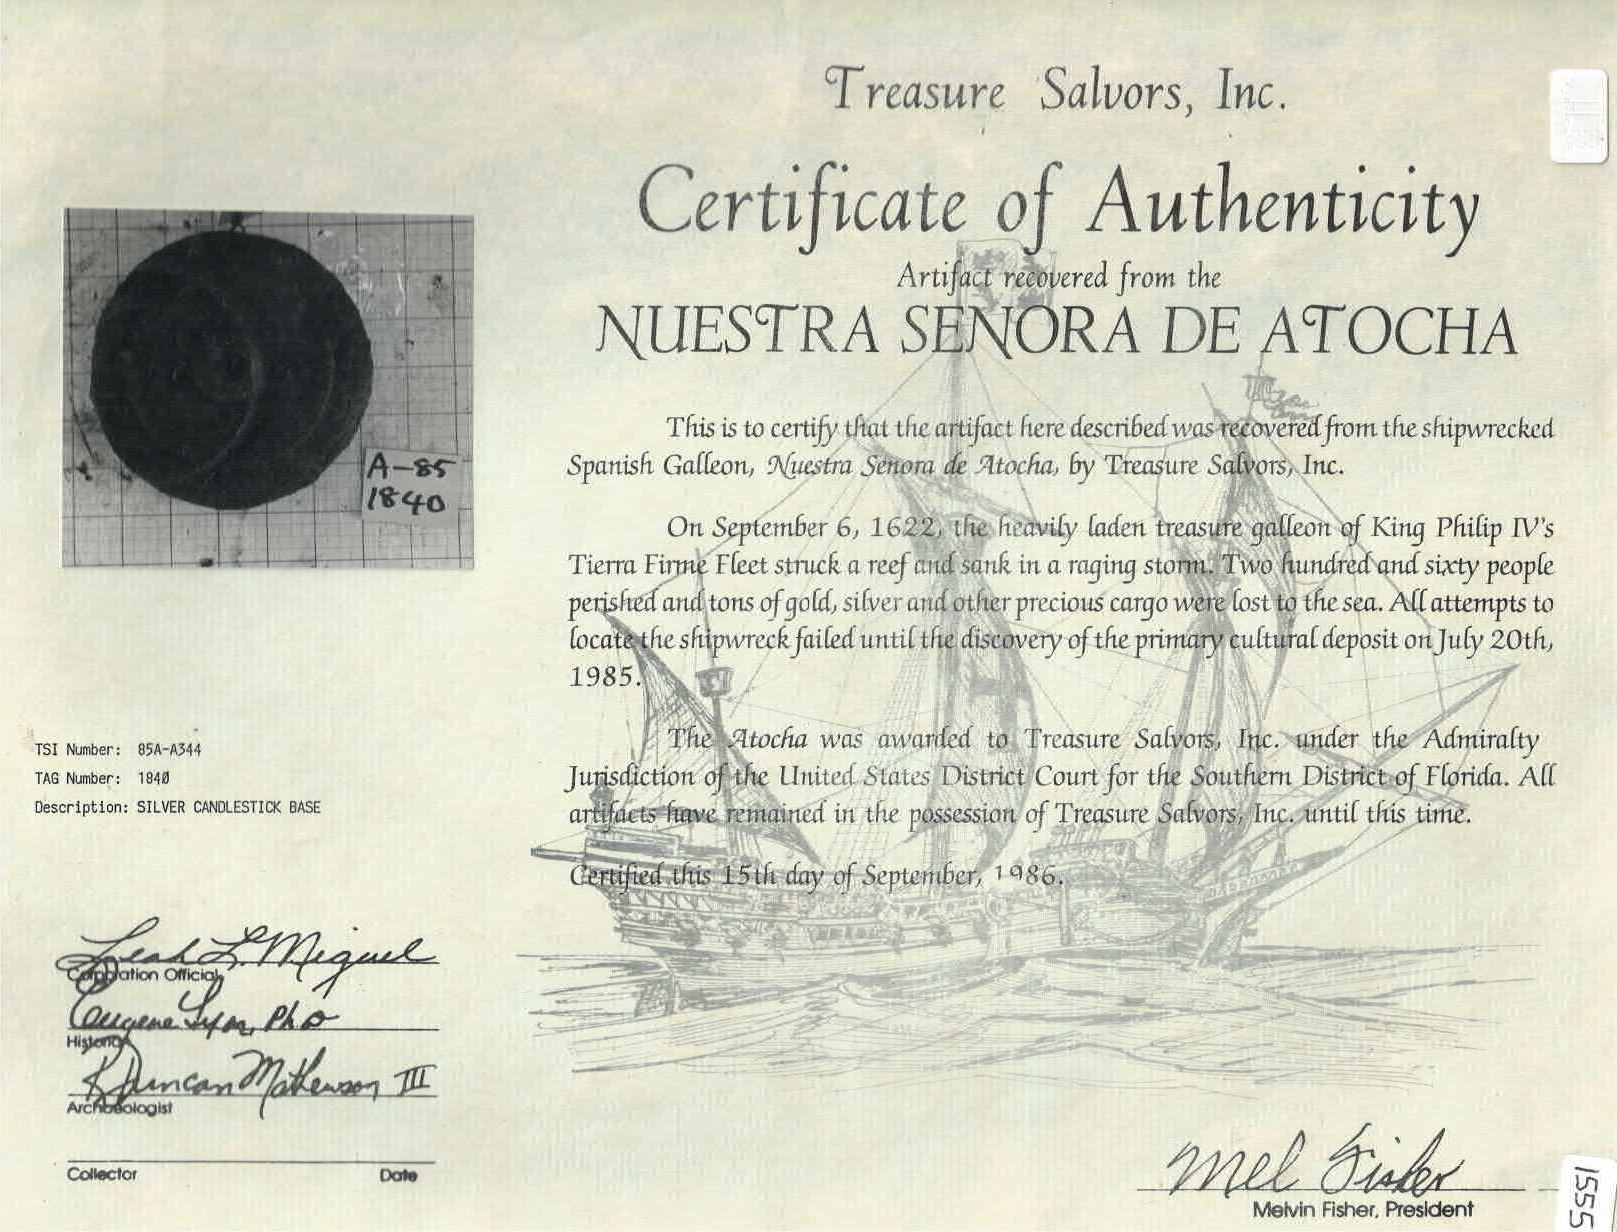 Treasure Salvors, Inc.
Certificate of Authenticity
Artifact recovered from the
NUESTRA SENORA DE ATOCHA
This is to certify that the artifact here described was recovered from the shipwrecked
Spanish Galleon, Nuestra Senora de Atocha, by Treasure Salvors, Inc.
On September 6, 1622, the heavily laden treasure galleon of King Philip IV's
Tierra Firme Fleet struck a reef and sank in a raging storm. Two hundred and sixty people
perished and tons of gold, silver and other precious cargo were lost to the sea. All attempts to
locate the shipwreck failed until the discovery of the primary cultural deposit on July 20th,
1985.
The Atocha was awarded to Treasure Salvors, Inc. under the Admiralty
Jurisdiction of the United States District Court for the Southern District of Florida. All
artifacts have remained in the possession of Treasure Salvors, Inc. until this time.
Certified this 15th day of September, 1986.
A-85
1840
TSI Number: 85A-A344
TAG Number: 1840
Description: SILVER CANDLESTICK BASE
Leah L. Miguel
Corporation Official
Eugene Lyon, PhD
Historian
R Duncan Mathewson III
Archaeologist
Collector Date
Mel Fisher
Melvin Fisher, President
1555